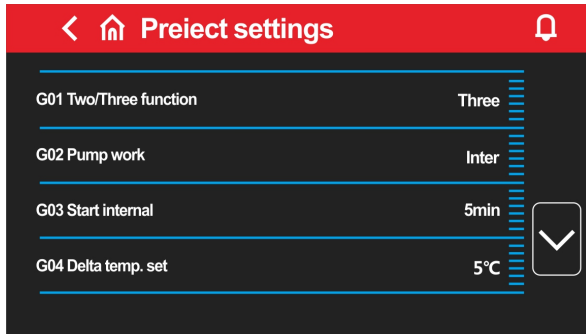 Preiect settings
G01 Two/Three function Three
G02 Pump work Inter
G03 Start internal 5min
G04 Delta temp. set 5℃